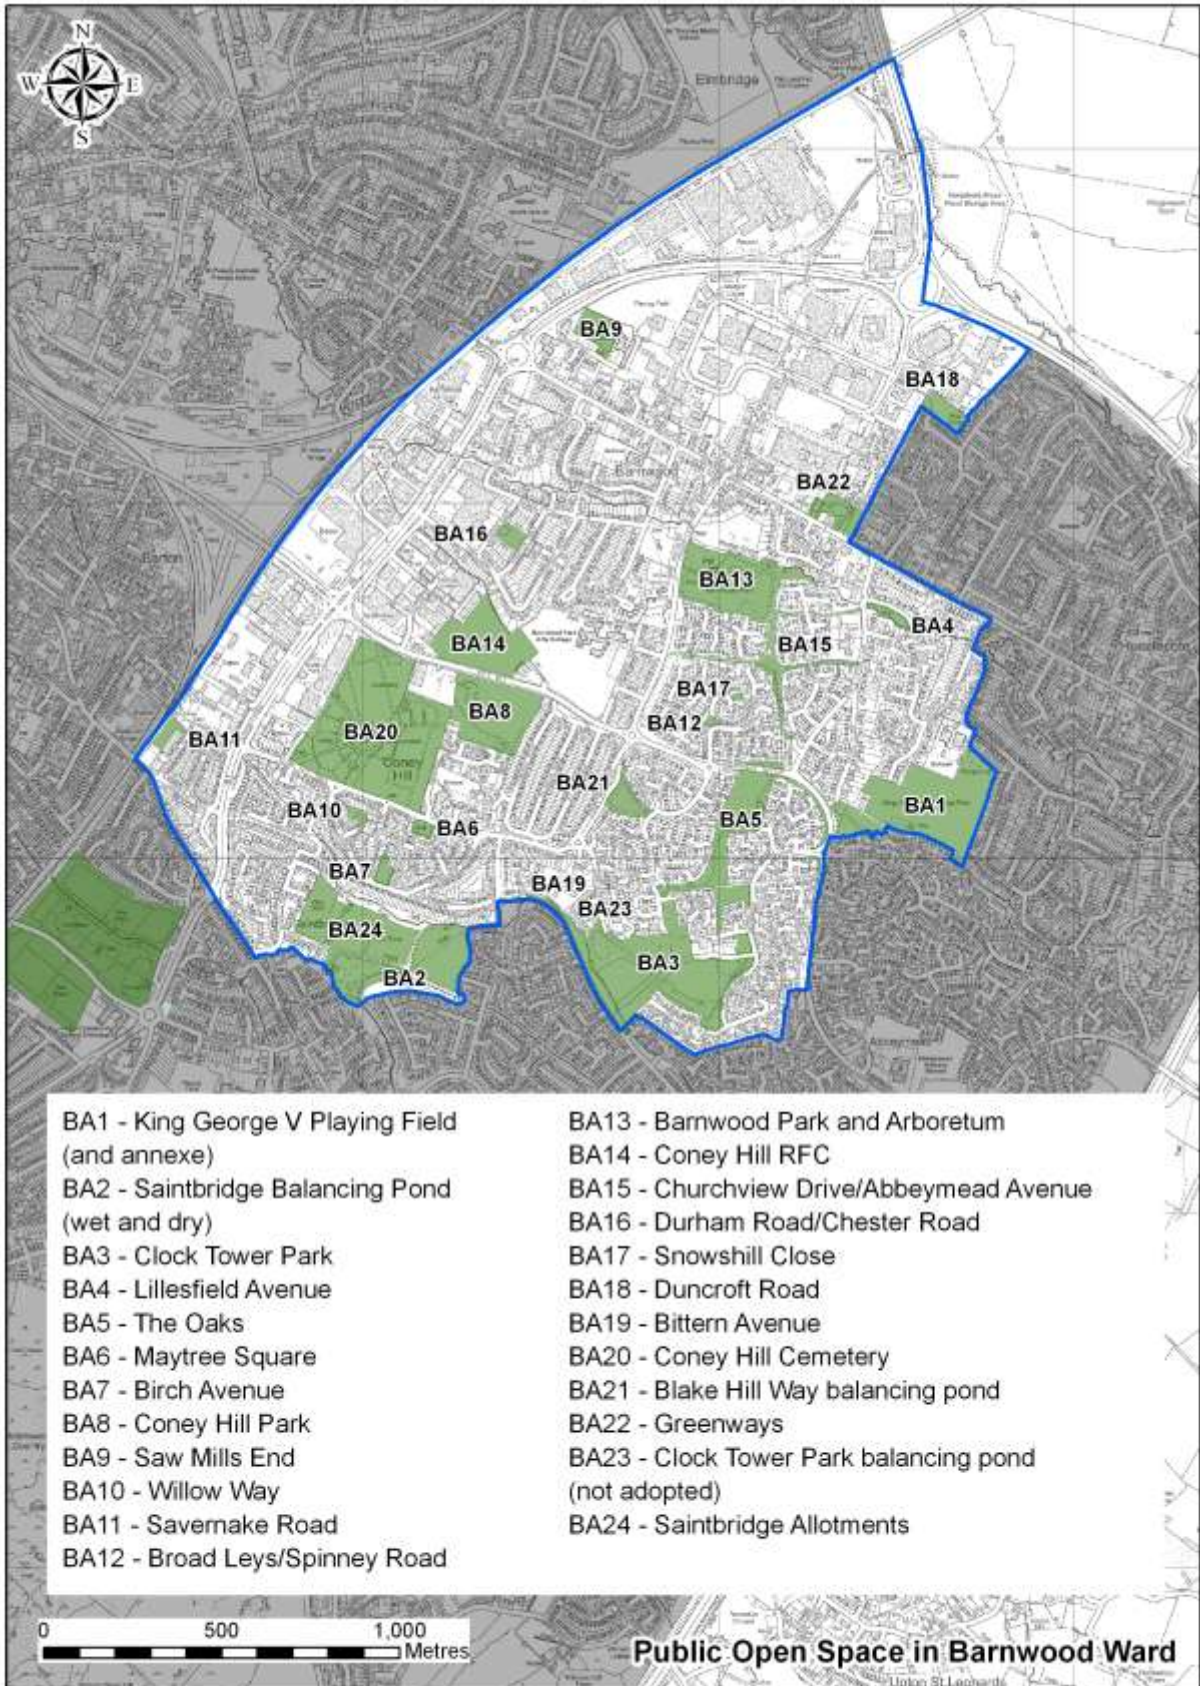 N
W
E
S
Elmbridge
BA9
BA18
Barnwood
BA22
BA16
BA13
Barton
BA4
BA14
BA15
BA17
BA8
BA12
BA20
BA11
Coney
Hill
BA21
BA1
BA10
BA5
BA6
BA7
BA19
BA23
BA24
BA3
BA2
Abbeymead
BA1 - King George V Playing Field
(and annexe)
BA2 - Saintbridge Balancing Pond
(wet and dry)
BA3 - Clock Tower Park
BA4 - Lillesfield Avenue
BA5 - The Oaks
BA6 - Maytree Square
BA7 - Birch Avenue
BA8 - Coney Hill Park
BA9 - Saw Mills End
BA10 - Willow Way
BA11 - Savernake Road
BA12 - Broad Leys/Spinney Road
BA13 - Barnwood Park and Arboretum
BA14 - Coney Hill RFC
BA15 - Churchview Drive/Abbeymead Avenue
BA16 - Durham Road/Chester Road
BA17 - Snowshill Close
BA18 - Duncroft Road
BA19 - Bittern Avenue
BA20 - Coney Hill Cemetery
BA21 - Blake Hill Way balancing pond
BA22 - Greenways
BA23 - Clock Tower Park balancing pond
(not adopted)
BA24 - Saintbridge Allotments
0 500 1,000
Metres
Public Open Space in Barnwood Ward
Upton St Leonards